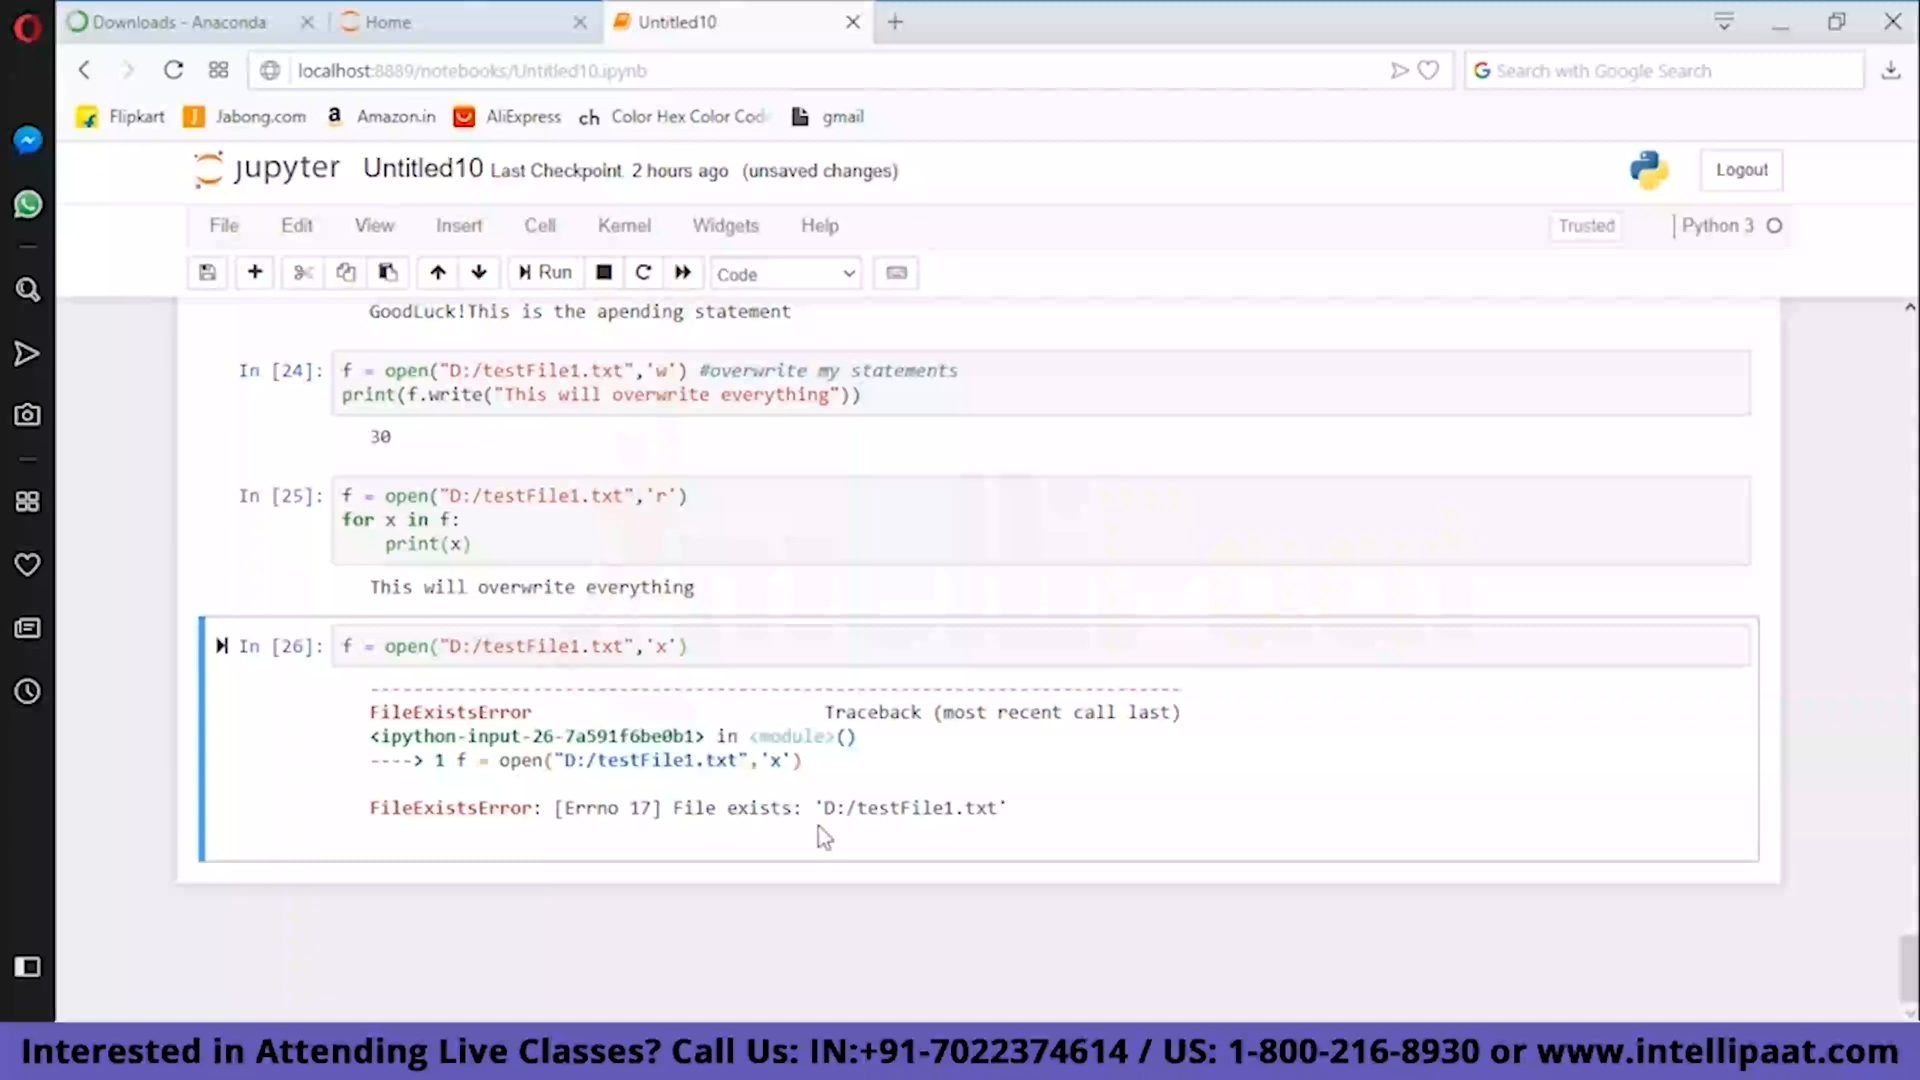 Downloads - Anaconda
Home
Untitled10
localhost:8889/notebooks/Untitled10.ipynb
Search with Google Search
Flipkart
Jabong.com
Amazon.in
AliExpress
ch Color Hex Color Cod
gmail
jupyter Untitled10 Last Checkpoint 2 hours ago (unsaved changes)
Logout
File Edit View Insert Cell Kernel Widgets Help
Trusted
Python 3
Run
Code
GoodLuck!This is the apending statement
In [24]: f = open("D:/testFile1.txt",'w') #overwrite my statements
print(f.write("This will overwrite everything"))
30
In [25]: f = open("D:/testFile1.txt",'r')
for x in f:
    print(x)
This will overwrite everything
In [26]: f = open("D:/testFile1.txt",'x')
---------------------------------------------------------------------------
FileExistsError Traceback (most recent call last)
<ipython-input-26-7a591f6be0b1> in <module>()
----> 1 f = open("D:/testFile1.txt",'x')
FileExistsError: [Errno 17] File exists: 'D:/testFile1.txt'
Interested in Attending Live Classes? Call Us: IN:+91-7022374614 / US: 1-800-216-8930 or www.intellipaat.com